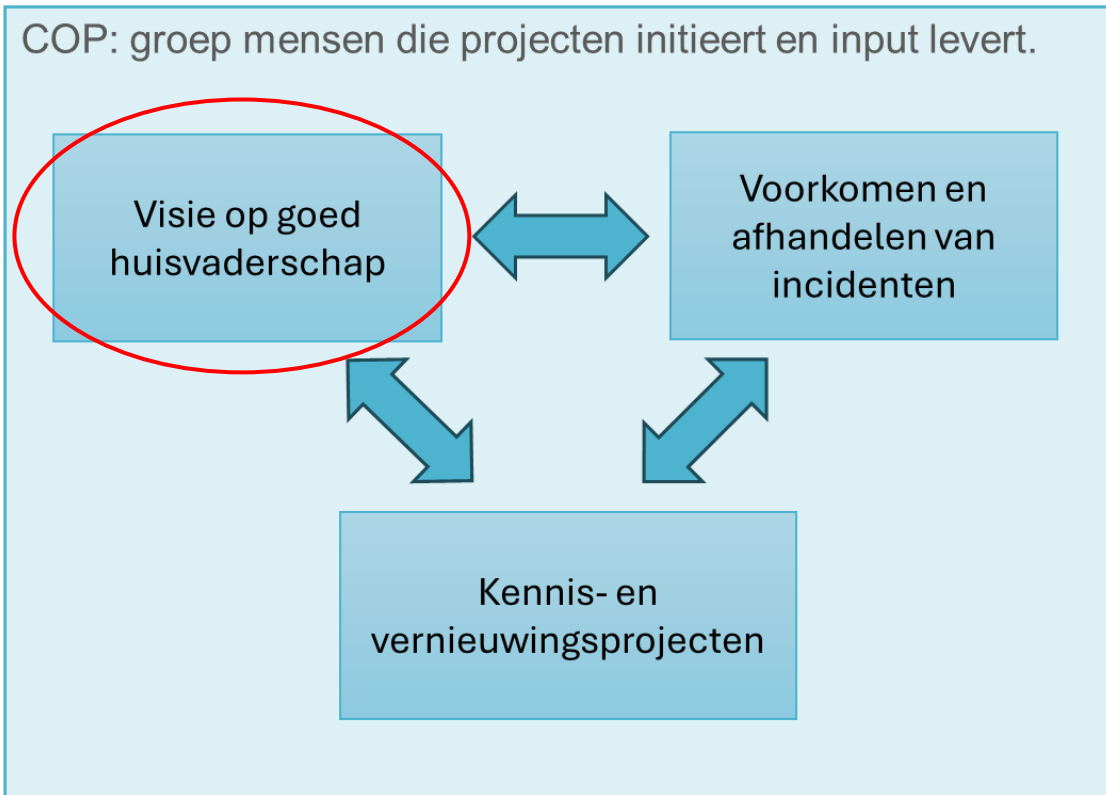 COP: groep mensen die projecten initieert en input levert.
Visie op goed
huisvaderschap
Voorkomen en
afhandelen van
incidenten
Kennis- en
vernieuwingsprojecten